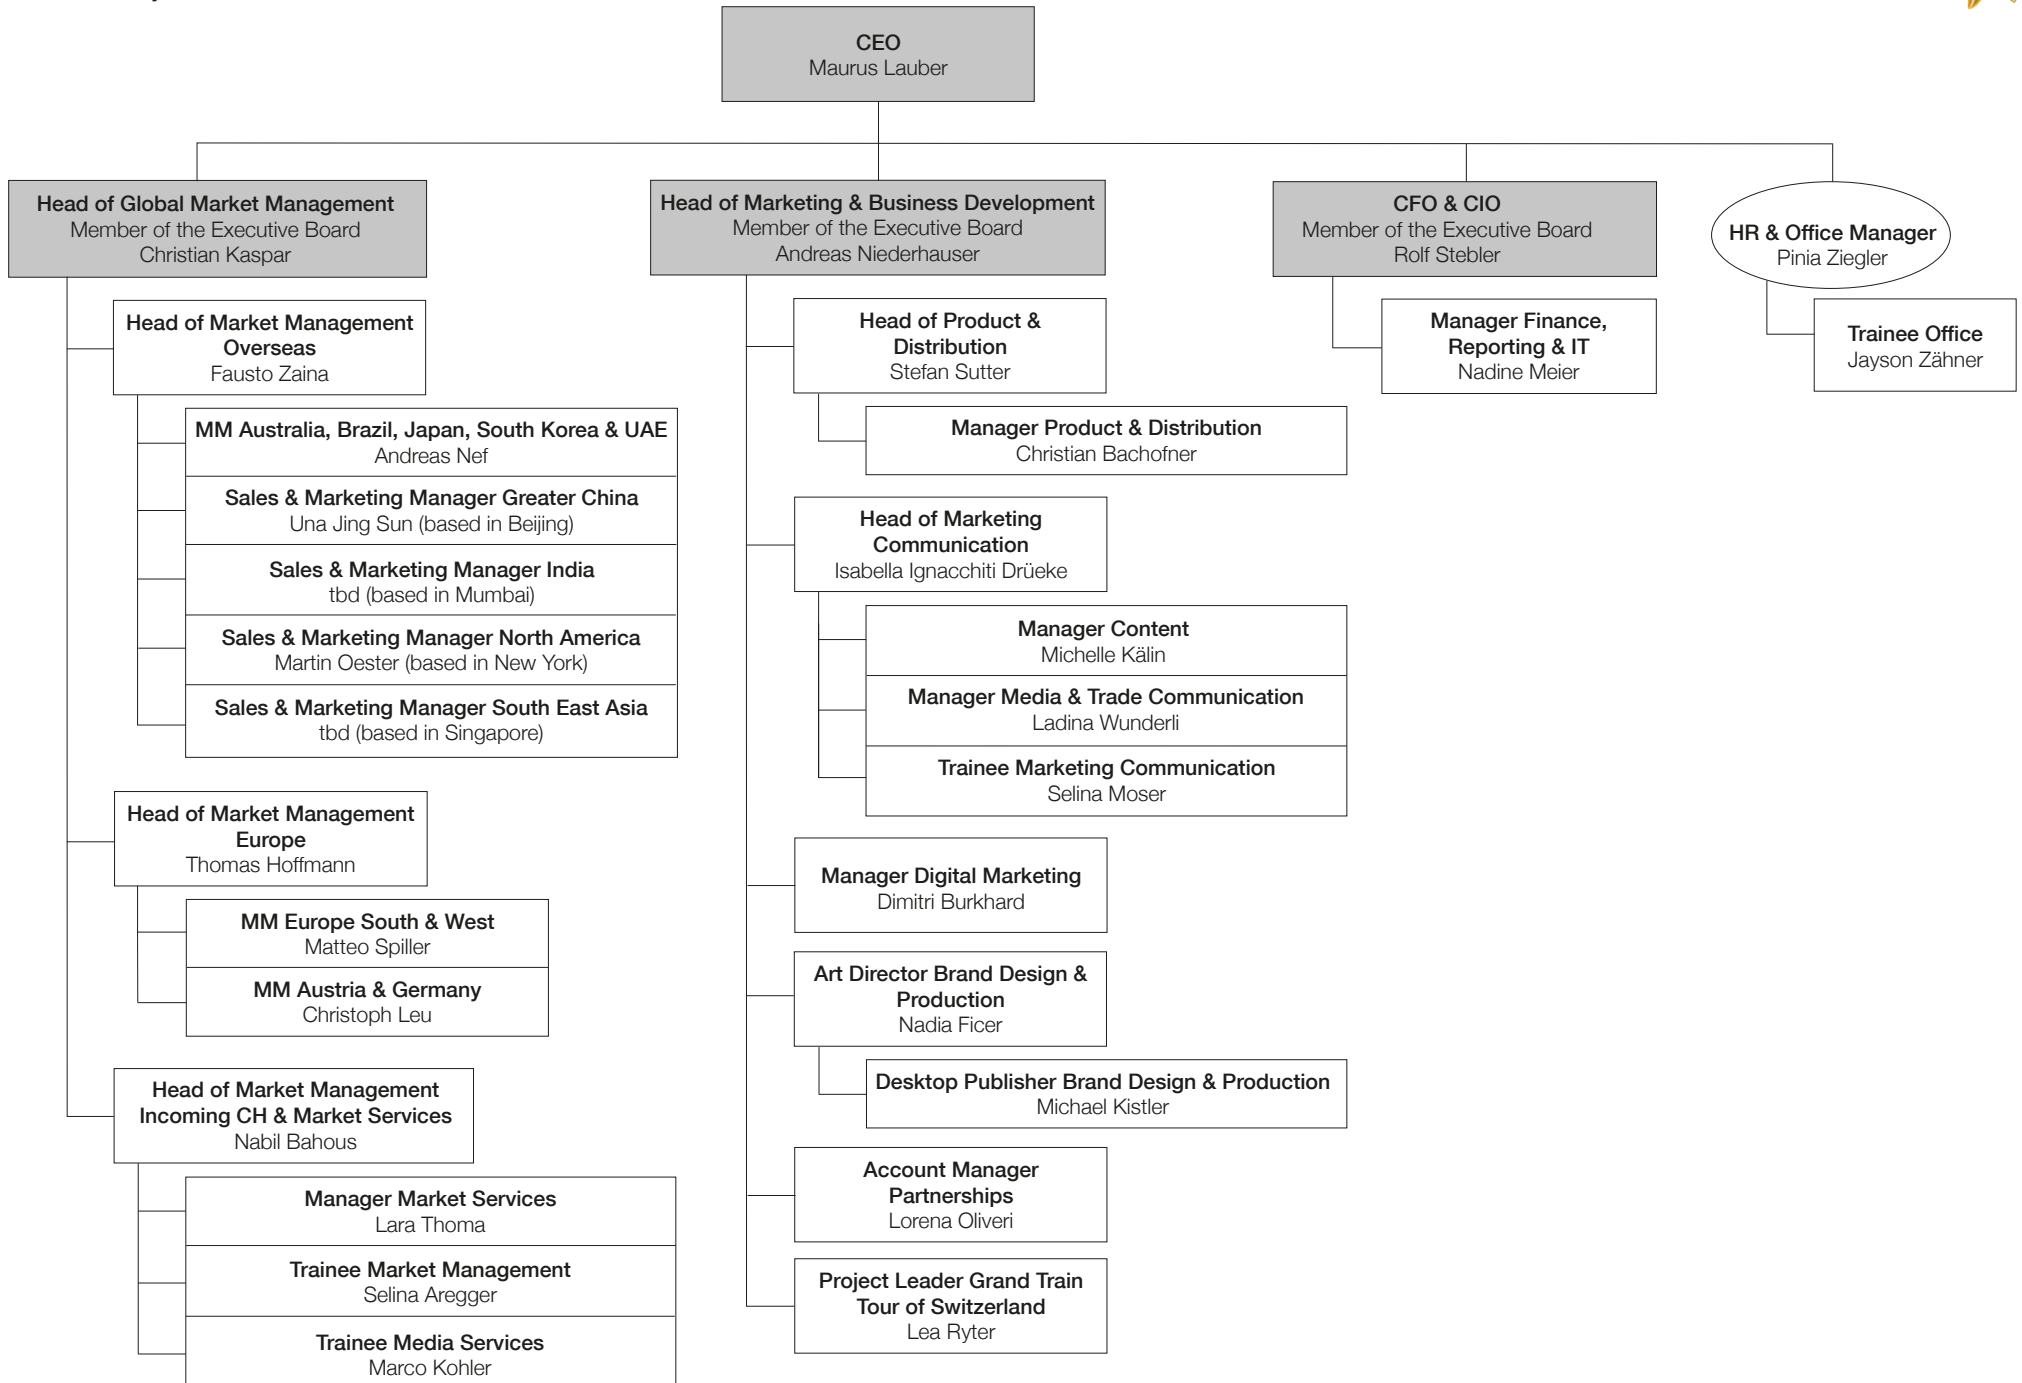 CEO
Maurus Lauber
Head of Global Market Management
Member of the Executive Board
Christian Kaspar
Head of Market Management
Overseas
Fausto Zaina
MM Australia, Brazil, Japan, South Korea & UAE
Andreas Nef
Sales & Marketing Manager Greater China
Una Jing Sun (based in Beijing)
Sales & Marketing Manager India
tbd (based in Mumbai)
Sales & Marketing Manager North America
Martin Oester (based in New York)
Sales & Marketing Manager South East Asia
tbd (based in Singapore)
Head of Market Management
Europe
Thomas Hoffmann
MM Europe South & West
Matteo Spiller
MM Austria & Germany
Christoph Leu
Head of Market Management
Incoming CH & Market Services
Nabil Bahous
Manager Market Services
Lara Thoma
Trainee Market Management
Selina Aregger
Trainee Media Services
Marco Kohler
Head of Marketing & Business Development
Member of the Executive Board
Andreas Niederhauser
Head of Product &
Distribution
Stefan Sutter
Manager Product & Distribution
Christian Bachofner
Head of Marketing
Communication
Isabella Ignacchiti Drüeke
Manager Content
Michelle Kälin
Manager Media & Trade Communication
Ladina Wunderli
Trainee Marketing Communication
Selina Moser
Manager Digital Marketing
Dimitri Burkhard
Art Director Brand Design &
Production
Nadia Ficer
Desktop Publisher Brand Design & Production
Michael Kistler
Account Manager
Partnerships
Lorena Oliveri
Project Leader Grand Train
Tour of Switzerland
Lea Ryter
CFO & CIO
Member of the Executive Board
Rolf Stebler
Manager Finance,
Reporting & IT
Nadine Meier
HR & Office Manager
Pinia Ziegler
Trainee Office
Jayson Zähner